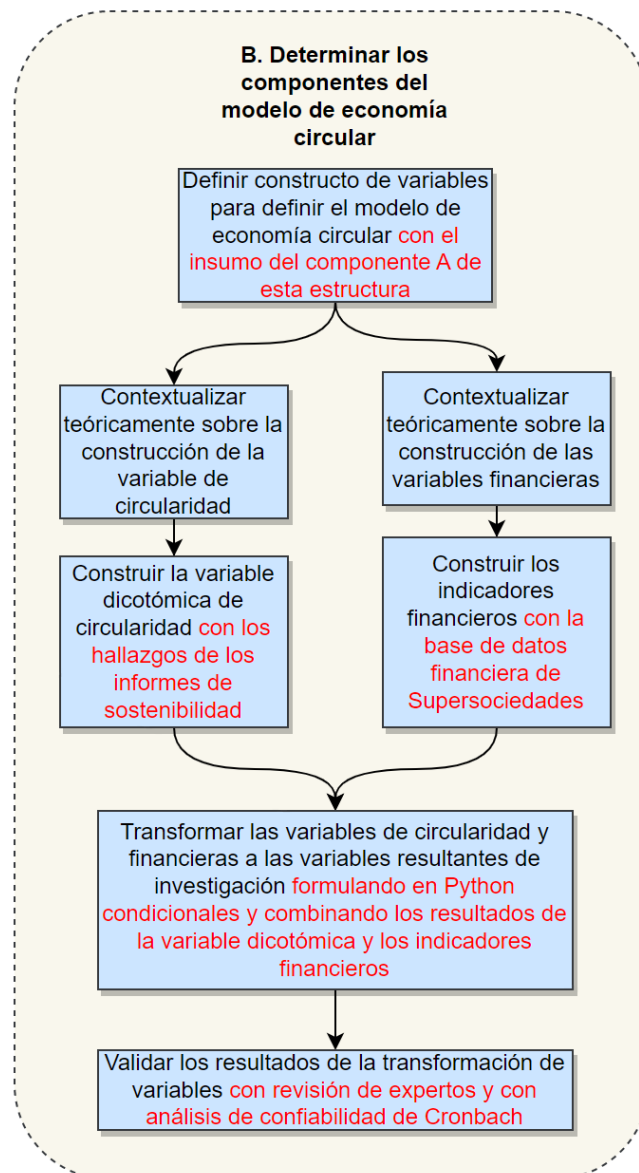 B. Determinar los
componentes del
modelo de economía
circular
Definir constructo de variables
para definir el modelo de
economía circular con el
insumo del componente A de
esta estructura
Contextualizar
teóricamente sobre la
construcción de la
variable de
circularidad
Contextualizar
teóricamente sobre la
construcción de las
variables financieras
Construir la variable
dicotómica de
circularidad con los
hallazgos de los
informes de
sostenibilidad
Construir los
indicadores
financieros con la
base de datos
financiera de
Supersociedades
Transformar las variables de circularidad y
financieras a las variables resultantes de
investigación formulando en Python
condicionales y combinando los resultados de
la variable dicotómica y los indicadores
financieros
Validar los resultados de la transformación de
variables con revisión de expertos y con
análisis de confiabilidad de Cronbach